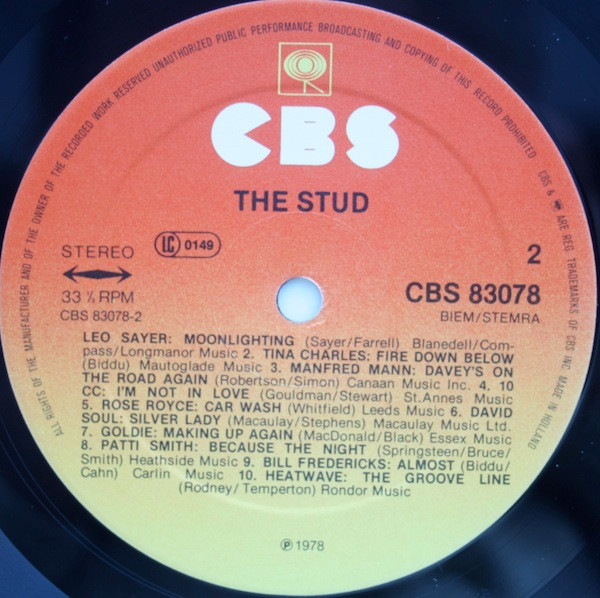 ALL RIGHTS OF THE MANUFACTURER AND OF THE OWNER OF THE RECORDED WORK RESERVED UNAUTHORIZED PUBLIC PERFORMANCE BROADCASTING AND COPYING OF THIS RECORD PROHIBITED CBS & ARE REG. TRADEMARKS OF CBS INC. MADE IN HOLLAND
CBS
THE STUD
STEREO
LC 0149
2
33 ⅓ RPM
CBS 83078
CBS 83078-2
BIEM/STEMRA
LEO SAYER: MOONLIGHTING (Sayer/Farrell) Blanedell/Com-
pass/Longmanor Music 2. TINA CHARLES: FIRE DOWN BELOW
(Biddu) Mautoglade Music 3. MANFRED MANN: DAVEY'S ON
THE ROAD AGAIN (Robertson/Simon) Canaan Music Inc. 4. 10
CC: I'M NOT IN LOVE (Gouldman/Stewart) St.Annes Music
5. ROSE ROYCE: CAR WASH (Whitfield) Leeds Music 6. DAVID
SOUL: SILVER LADY (Macaulay/Stephens) Macaulay Music Ltd.
7. GOLDIE: MAKING UP AGAIN (MacDonald/Black) Essex Music
8. PATTI SMITH: BECAUSE THE NIGHT (Springsteen/Bruce/
Smith) Heathside Music 9. BILL FREDERICKS: ALMOST (Biddu/
Cahn) Carlin Music 10. HEATWAVE: THE GROOVE LINE
(Rodney/Temperton) Rondor Music
℗ 1978